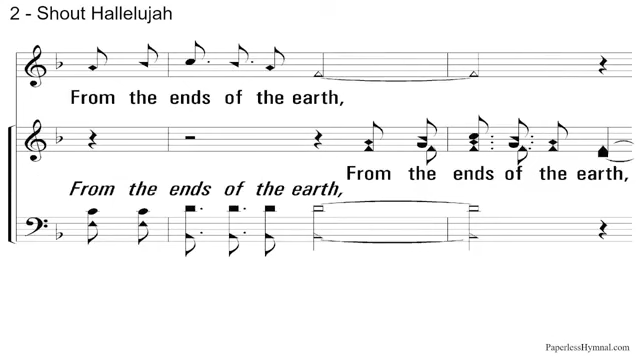 2 - Shout Hallelujah
From the ends of the earth,
From the ends of the earth,
From the ends of the earth,
PaperlessHymnal.com